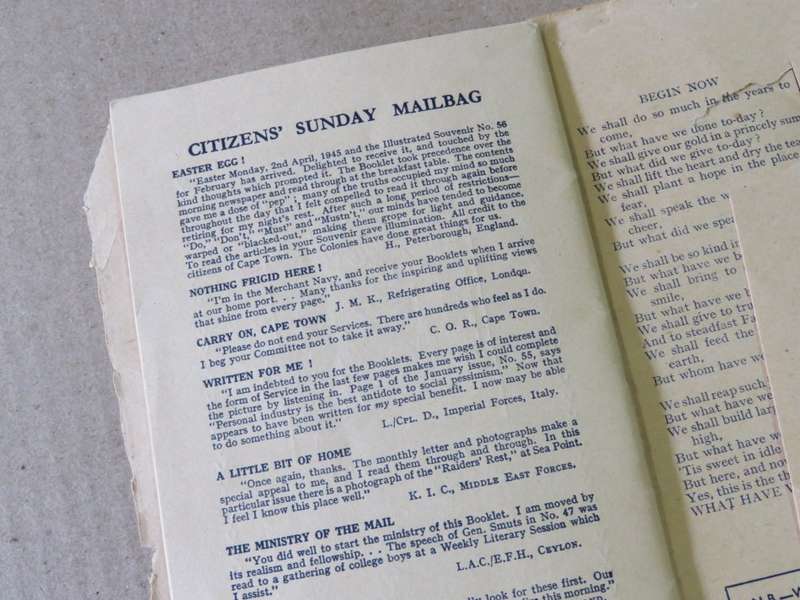 CITIZENS' SUNDAY MAILBAG
EASTER EGG !
"Easter Monday, 2nd April, 1945 and the Illustrated Souvenir No. 56
for February has arrived. Delighted to receive it, and touched by the
kind thoughts which prompted it. The Booklet took precedence over the
morning newspaper and read through at the breakfast table. The contents
gave me a dose of "pep" ; many of the truths occupied my mind so much
throughout the day that I felt compelled to read it through again before
retiring for my night's rest. After such a long period of restrictions—
"Do," "Don't," "Must" and "Mustn't," our minds have tended to become
warped or "blacked-out," making them grope for light and guidance.
To read the articles in your Souvenir gave illumination. All credit to the
citizens of Cape Town. The Colonies have done great things for us.
H., Peterborough, England.
NOTHING FRIGID HERE !
"I'm in the Merchant Navy, and receive your Booklets when I arrive
at our home port. . . Many thanks for the inspiring and uplifting views
that shine from every page."
J. M. K., Refrigerating Office, London.
CARRY ON, CAPE TOWN
"Please do not end your Services. There are hundreds who feel as I do.
I beg your Committee not to take it away."
C. O. R., Cape Town.
WRITTEN FOR ME !
"I am indebted to you for the Booklets. Every page is of interest and
the form of Service in the last few pages makes me wish I could complete
the picture by listening in. Page 1 of the January issue, No. 55, says
"Personal industry is the best antidote to social pessimism." Now that
appears to have been written for my special benefit. I now may be able
to do something about it."
L./CPL. D., Imperial Forces, Italy.
A LITTLE BIT OF HOME
"Once again, thanks. The monthly letter and photographs make a
special appeal to me, and I read them through and through. In this
particular issue there is a photograph of the "Raiders' Rest," at Sea Point.
I feel I know this place well."
K. I. C., MIDDLE EAST FORCES.
THE MINISTRY OF THE MAIL
"You did well to start the ministry of this Booklet. I am moved by
its realism and fellowship. . . The speech of Gen. Smuts in No. 47 was
read to a gathering of college boys at a Weekly Literary Session which
I assist."
L.A.C./E.F.H., CEYLON.
look for these first. Our
like this morning."
BEGIN NOW
We shall do so much in the years to
come,
But what have we done to-day?
We shall give our gold in a princely sum
But what did we give to-day?
We shall lift the heart and dry the tear
We shall plant a hope in the place
fear,
We shall speak the
cheer,
But what did we
We shall be so kind
But what have we
We shall bring to
smile,
But what have we
We shall give to
And to steadfast
We shall feed the
earth,
But whom have we
We shall reap such
But what have we
We shall build
high,
But what have we
'Tis sweet in idle
But here, and
Yes, this is the
WHAT HAVE